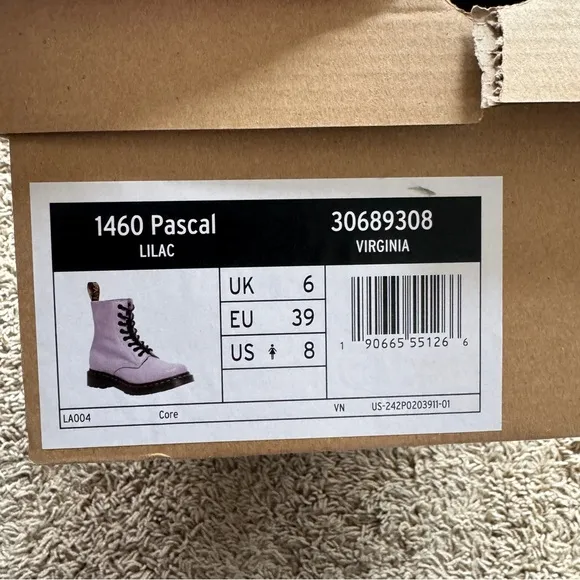 1460 Pascal
LILAC
30689308
VIRGINIA
UK 6
EU 39
US 8
1 90665 55126 6
LA004 Core VN US-242P0203911-01